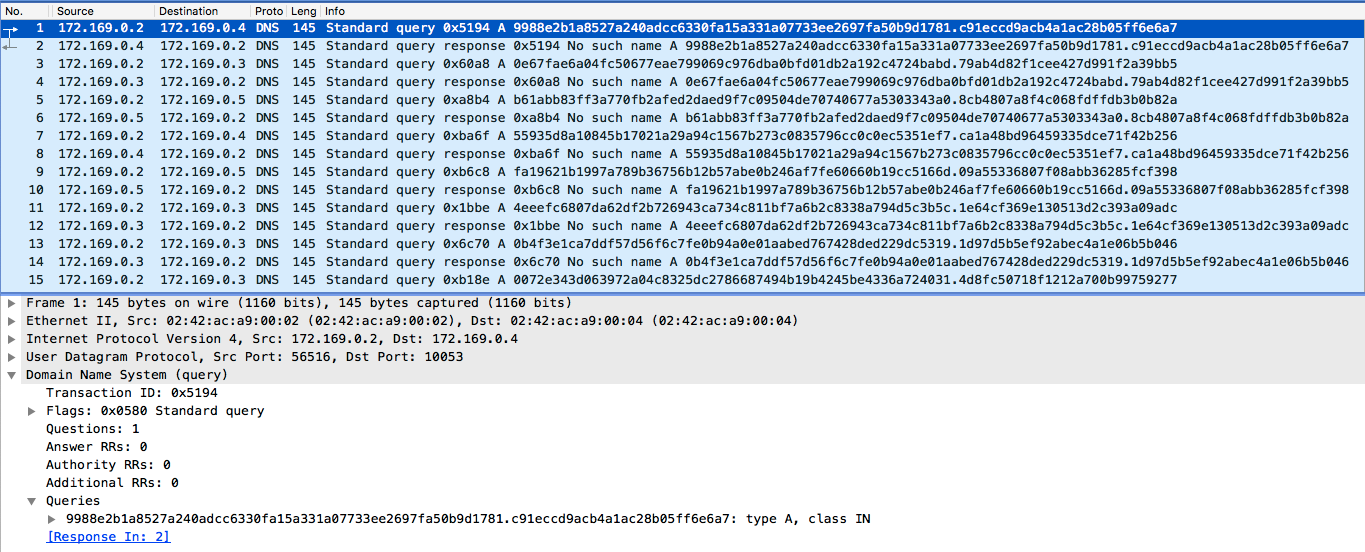 No. Source Destination Proto Leng Info
1 172.169.0.2 172.169.0.4 DNS 145 Standard query 0x5194 A 9988e2b1a8527a240adcc6330fa15a331a07733ee2697fa50b9d1781.c91eccd9acb4a1ac28b05ff6e6a7
2 172.169.0.4 172.169.0.2 DNS 145 Standard query response 0x5194 No such name A 9988e2b1a8527a240adcc6330fa15a331a07733ee2697fa50b9d1781.c91eccd9acb4a1ac28b05ff6e6a7
3 172.169.0.2 172.169.0.3 DNS 145 Standard query 0x60a8 A 0e67fae6a04fc50677eae799069c976dba0bfd01db2a192c4724babd.79ab4d82f1cee427d991f2a39bb5
4 172.169.0.3 172.169.0.2 DNS 145 Standard query response 0x60a8 No such name A 0e67fae6a04fc50677eae799069c976dba0bfd01db2a192c4724babd.79ab4d82f1cee427d991f2a39bb5
5 172.169.0.2 172.169.0.5 DNS 145 Standard query 0xa8b4 A b61abb83ff3a770fb2afed2daed9f7c09504de70740677a5303343a0.8cb4807a8f4c068fdffdb3b0b82a
6 172.169.0.5 172.169.0.2 DNS 145 Standard query response 0xa8b4 No such name A b61abb83ff3a770fb2afed2daed9f7c09504de70740677a5303343a0.8cb4807a8f4c068fdffdb3b0b82a
7 172.169.0.2 172.169.0.4 DNS 145 Standard query 0xba6f A 55935d8a10845b17021a29a94c1567b273c0835796cc0c0ec5351ef7.ca1a48bd96459335dce71f42b256
8 172.169.0.4 172.169.0.2 DNS 145 Standard query response 0xba6f No such name A 55935d8a10845b17021a29a94c1567b273c0835796cc0c0ec5351ef7.ca1a48bd96459335dce71f42b256
9 172.169.0.2 172.169.0.5 DNS 145 Standard query 0xb6c8 A fa19621b1997a789b36756b12b57abe0b246af7fe60660b19cc5166d.09a55336807f08abb36285fcf398
10 172.169.0.5 172.169.0.2 DNS 145 Standard query response 0xb6c8 No such name A fa19621b1997a789b36756b12b57abe0b246af7fe60660b19cc5166d.09a55336807f08abb36285fcf398
11 172.169.0.2 172.169.0.3 DNS 145 Standard query 0x1bbe A 4eeefc6807da62df2b726943ca734c811bf7a6b2c8338a794d5c3b5c.1e64cf369e130513d2c393a09adc
12 172.169.0.3 172.169.0.2 DNS 145 Standard query response 0x1bbe No such name A 4eeefc6807da62df2b726943ca734c811bf7a6b2c8338a794d5c3b5c.1e64cf369e130513d2c393a09adc
13 172.169.0.2 172.169.0.3 DNS 145 Standard query 0x6c70 A 0b4f3e1ca7ddf57d56f6c7fe0b94a0e01aabed767428ded229dc5319.1d97d5b5ef92abec4a1e06b5b046
14 172.169.0.3 172.169.0.2 DNS 145 Standard query response 0x6c70 No such name A 0b4f3e1ca7ddf57d56f6c7fe0b94a0e01aabed767428ded229dc5319.1d97d5b5ef92abec4a1e06b5b046
15 172.169.0.2 172.169.0.3 DNS 145 Standard query 0xb18e A 0072e343d063972a04c8325dc2786687494b19b4245be4336a724031.4d8fc50718f1212a700b99759277
Frame 1: 145 bytes on wire (1160 bits), 145 bytes captured (1160 bits)
Ethernet II, Src: 02:42:ac:a9:00:02 (02:42:ac:a9:00:02), Dst: 02:42:ac:a9:00:04 (02:42:ac:a9:00:04)
Internet Protocol Version 4, Src: 172.169.0.2, Dst: 172.169.0.4
User Datagram Protocol, Src Port: 56516, Dst Port: 10053
Domain Name System (query)
Transaction ID: 0x5194
Flags: 0x0580 Standard query
Questions: 1
Answer RRs: 0
Authority RRs: 0
Additional RRs: 0
Queries
9988e2b1a8527a240adcc6330fa15a331a07733ee2697fa50b9d1781.c91eccd9acb4a1ac28b05ff6e6a7: type A, class IN
[Response In: 2]